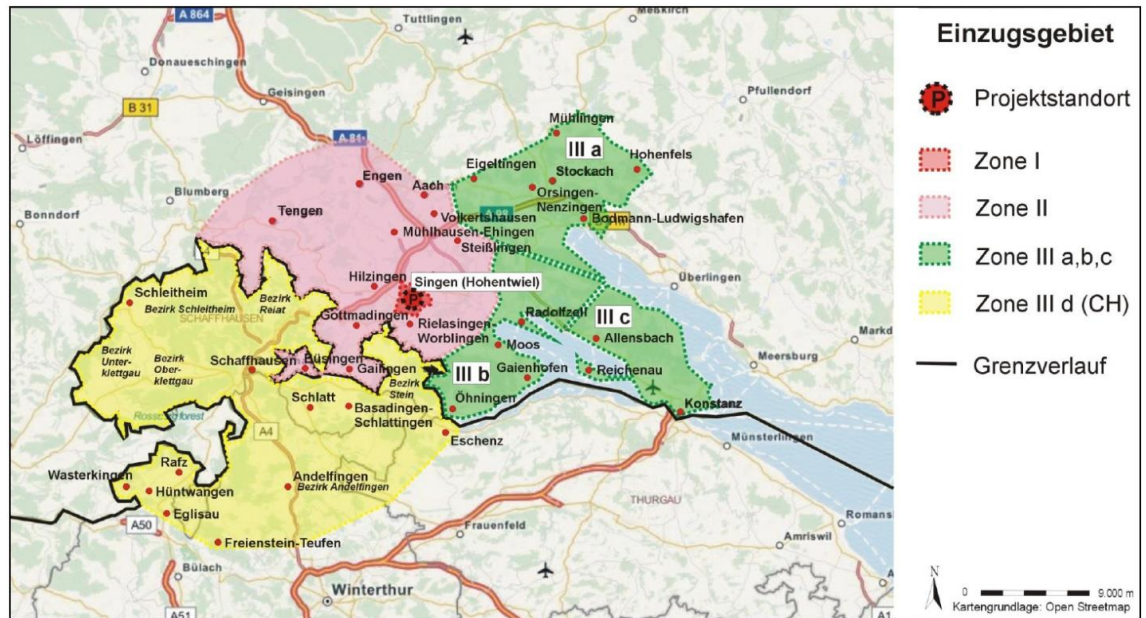 A 864
Tuttlingen
Meßkirch
Donaueschingen
B 31
Geisingen
Pfullendorf
Löffingen
A 81
Mühlingen
III a
Hohenfels
Eigeltingen
Stockach
Engen
Aach
Orsingen-
Nenzingen
Blumberg
Bonndorf
Tengen
Volkertshausen
Bodmann-Ludwigshafen
Mühlhausen-Ehingen
Steißlingen
Überlingen
Hilzingen
Singen (Hohentwiel)
P
Schleitheim
Bezirk Schleitheim
Bezirk
Reiat
SCHAFFHAUSEN
Gottmadingen
Rielasingen
Worblingen
Radolfzell
III c
Allensbach
Markd
Meersburg
Bezirk
Unter-
klettgau
Bezirk
Ober-
klettgau
Schaffhausen
Büsingen
Gailingen
Bezirk
Stein
Moos
III b
Gaienhofen
Reichenau
Schlatt
Öhningen
Basadingen-
Schlattingen
Konstanz
Münsterlingen
Eschenz
A4
Rafz
Wasterkingen
Hüntwangen
Andelfingen
Bezirk Andelfingen
THURGAU
Eglisau
A50
Romans
Frauenfeld
Freienstein-Teufen
Amriswil
Bülach
Winterthur
A51
A1
Einzugsgebiet
P Projektstandort
Zone I
Zone II
Zone III a,b,c
Zone III d (CH)
Grenzverlauf
N
0 9.000 m
Kartengrundlage: Open Streetmap